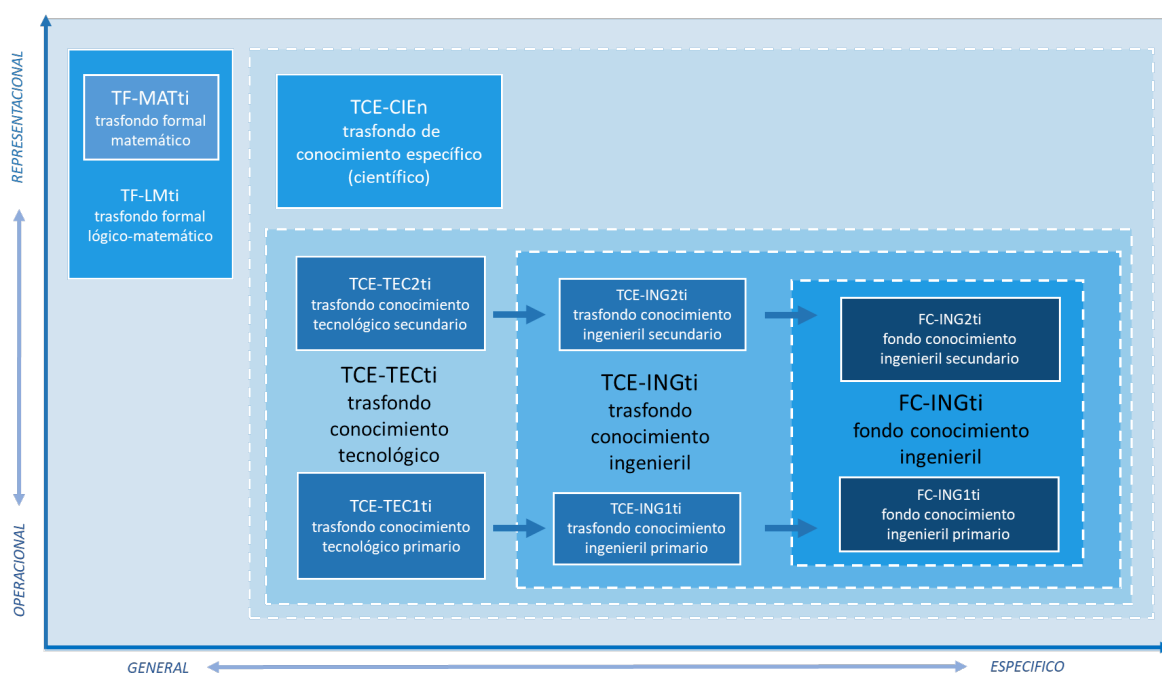 REPRESENTACIONAL
OPERACIONAL
TF-MATti
trasfondo formal
matemático
TF-LMti
trasfondo formal
lógico-matemático
TCE-CIEn
trasfondo de
conocimiento específico
(científico)
TCE-TEC2ti
trasfondo conocimiento
tecnológico secundario
TCE-TECti
trasfondo
conocimiento
tecnológico
TCE-TEC1ti
trasfondo conocimiento
tecnológico primario
TCE-ING2ti
trasfondo conocimiento
ingenieril secundario
TCE-INGti
trasfondo
conocimiento
ingenieril
TCE-ING1ti
trasfondo conocimiento
ingenieril primario
FC-ING2ti
fondo conocimiento
ingenieril secundario
FC-INGti
fondo conocimiento
ingenieril
FC-ING1ti
fondo conocimiento
ingenieril primario
GENERAL
ESPECIFICO